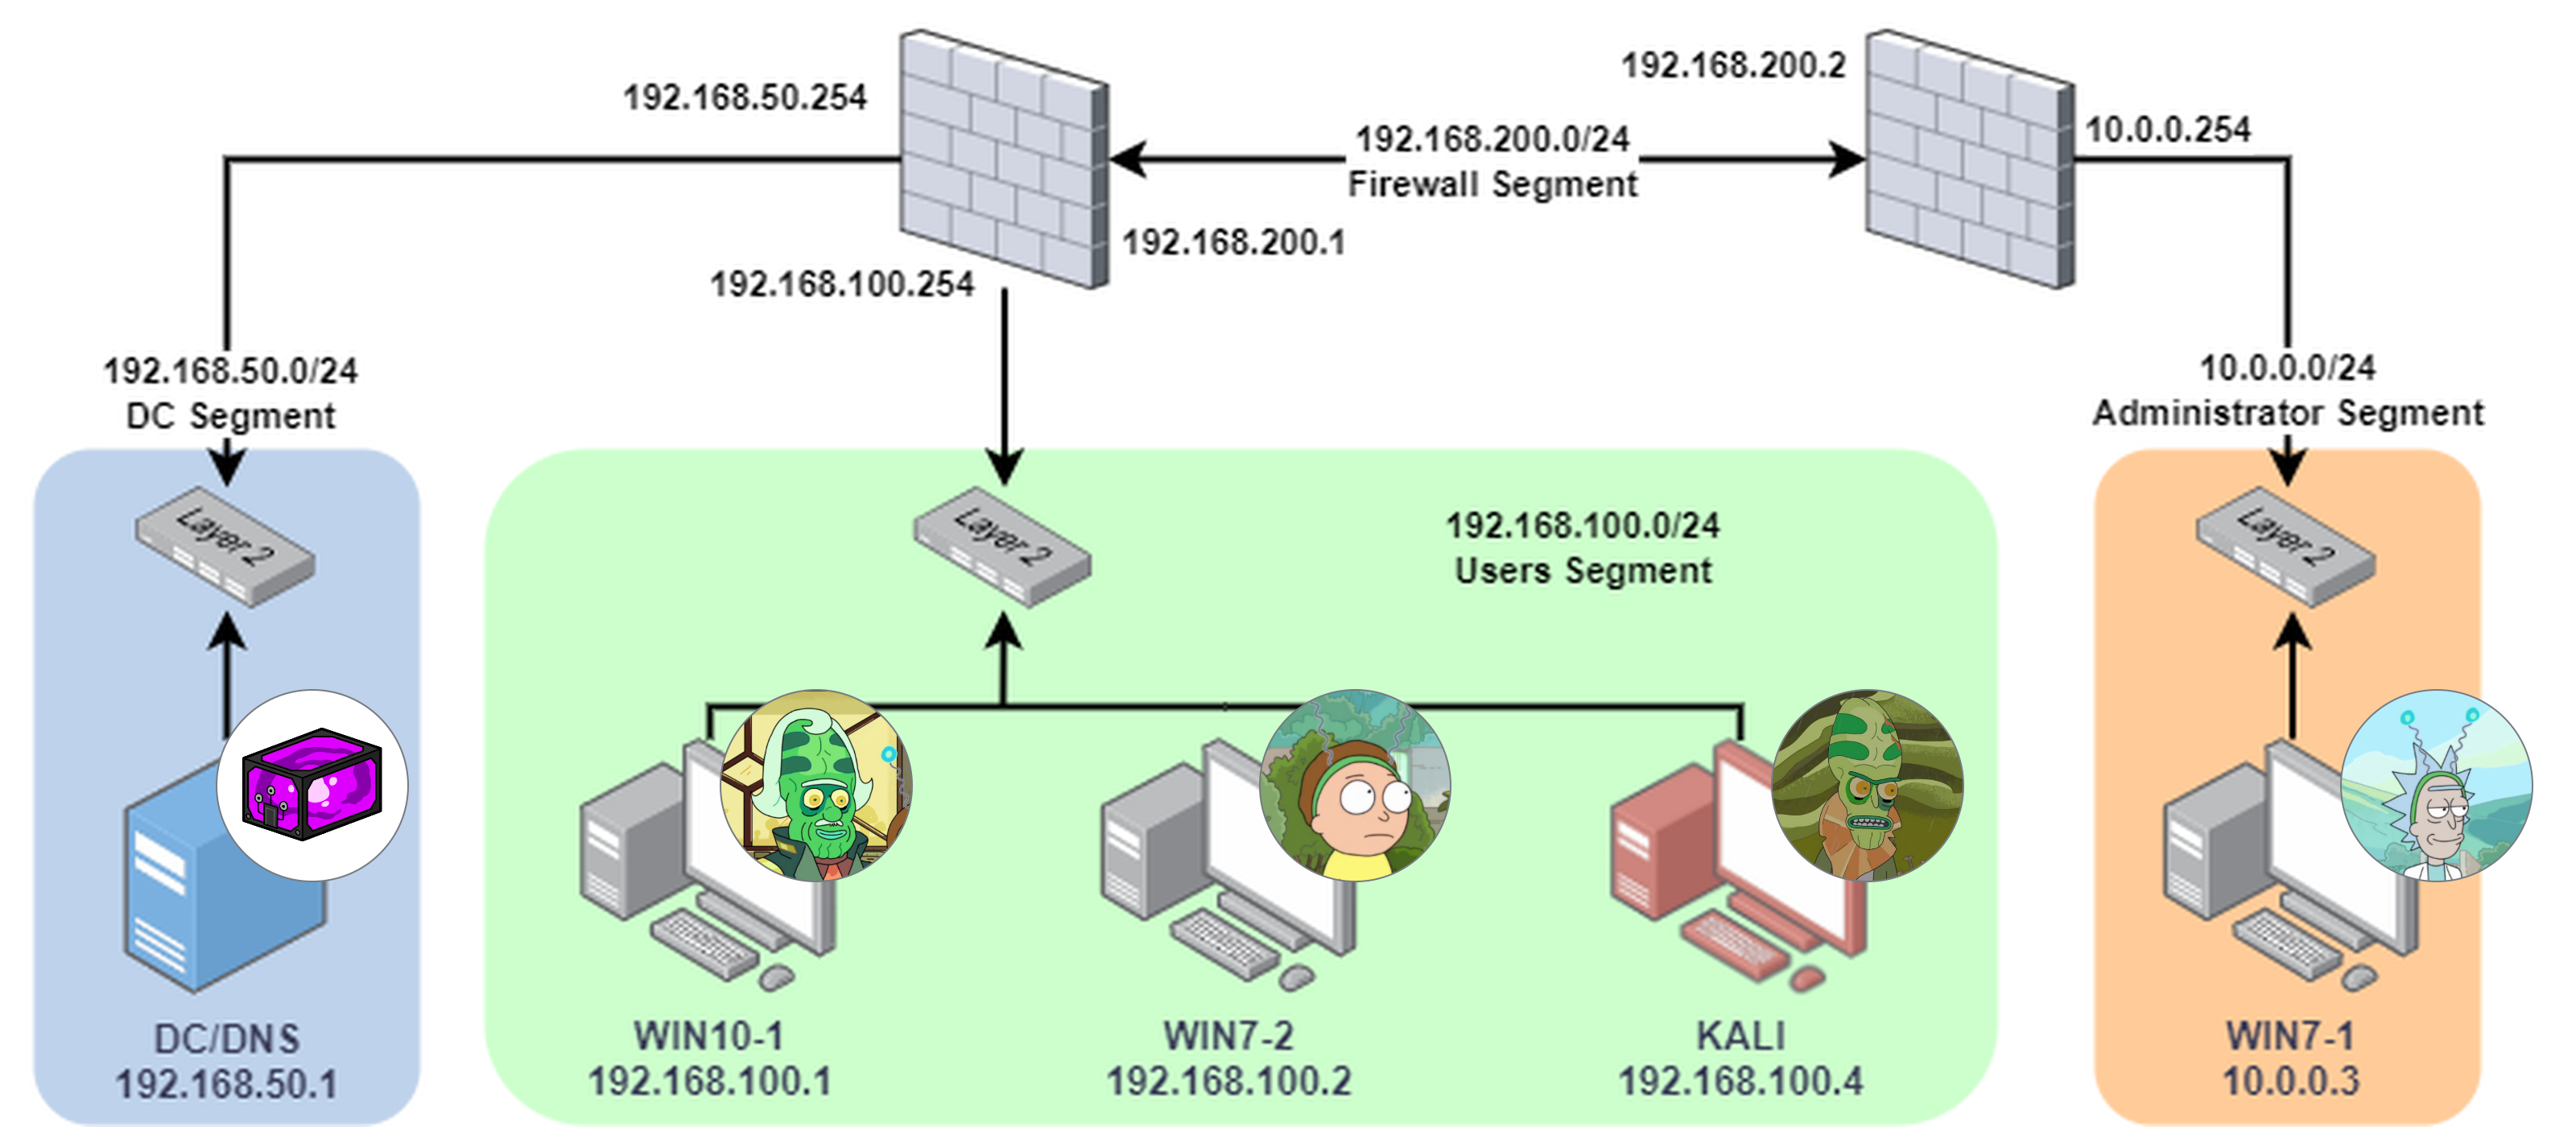 192.168.50.254
192.168.200.2
192.168.200.0/24
Firewall Segment
10.0.0.254
192.168.200.1
192.168.100.254
192.168.50.0/24
DC Segment
10.0.0.0/24
Administrator Segment
Layer 2
Layer 2
192.168.100.0/24
Users Segment
Layer 2
DC/DNS
192.168.50.1
WIN10-1
192.168.100.1
WIN7-2
192.168.100.2
KALI
192.168.100.4
WIN7-1
10.0.0.3